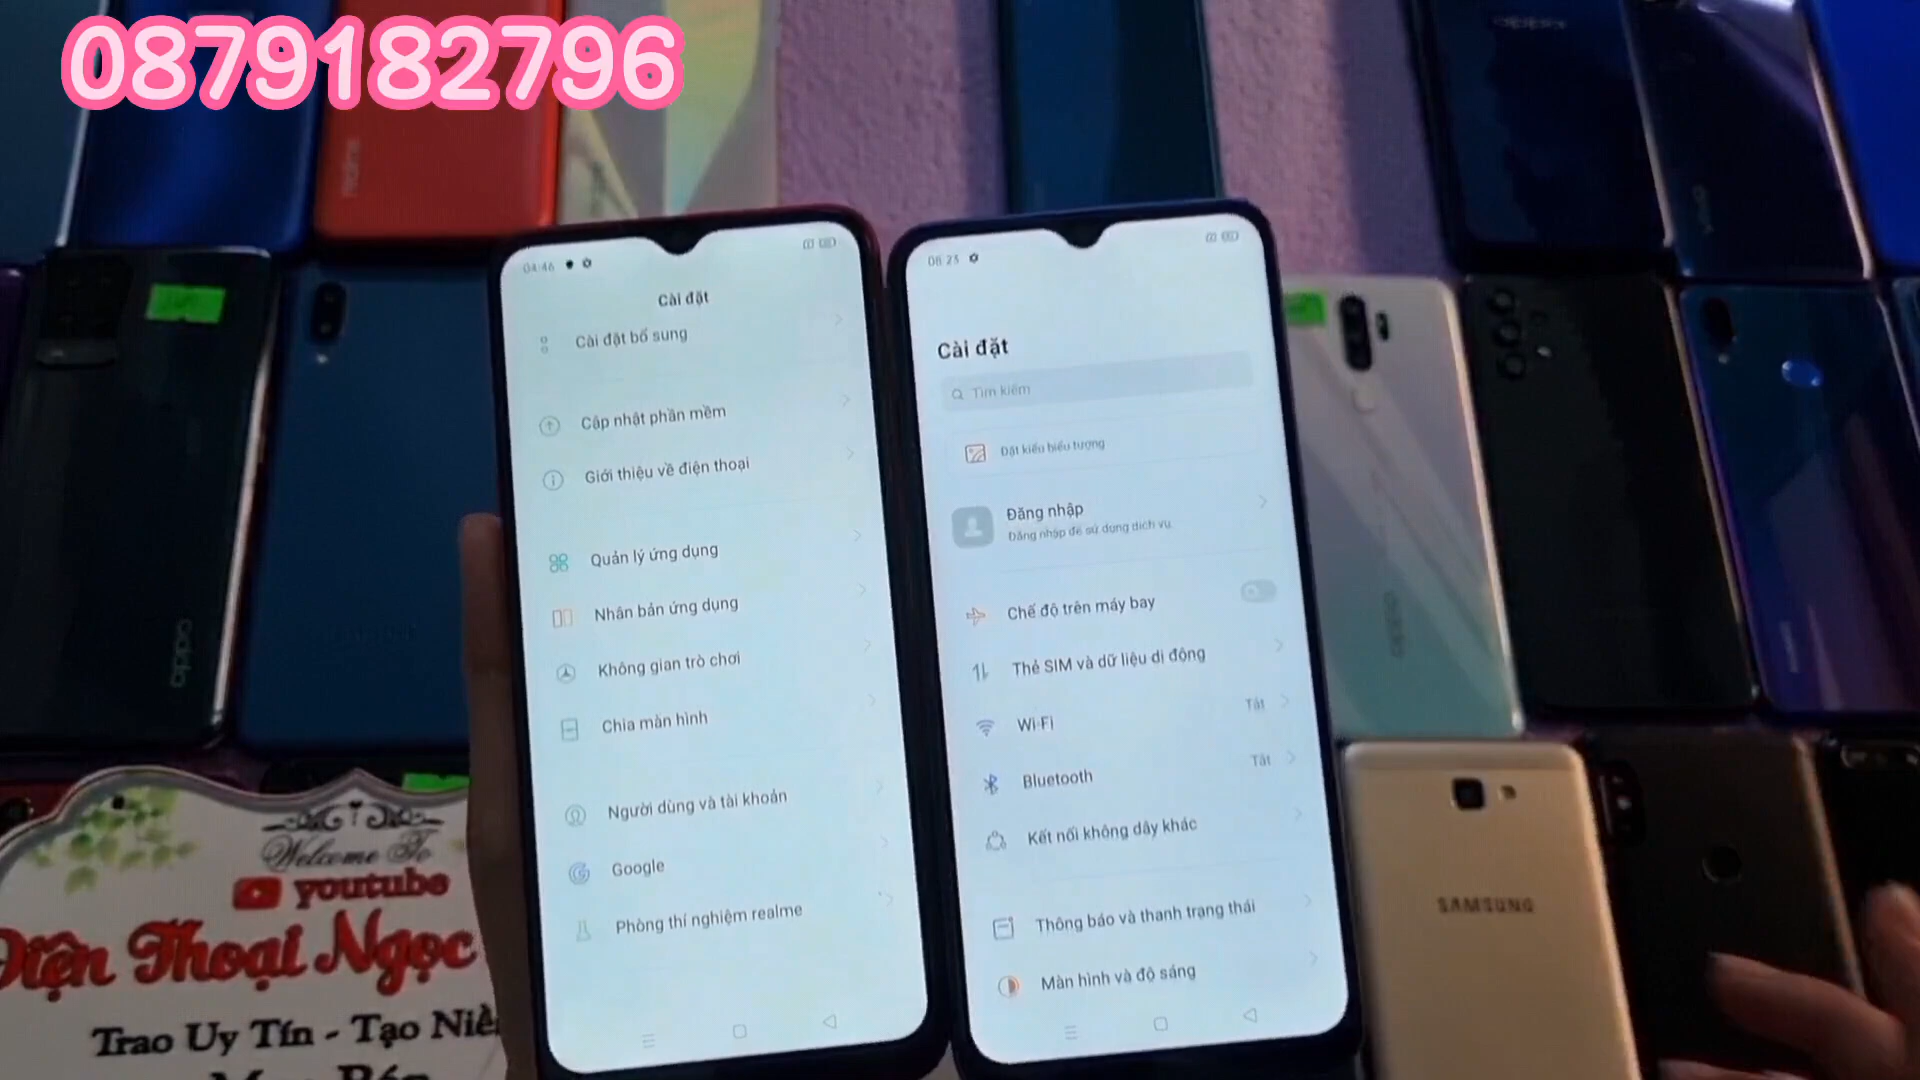 0879182796
realme
oppo
04:46
Cài đặt
Cài đặt bổ sung
Cập nhật phần mềm
Giới thiệu về điện thoại
Quản lý ứng dụng
Nhân bản ứng dụng
Không gian trò chơi
Chia màn hình
Người dùng và tài khoản
Google
Phòng thí nghiệm realme
Cài đặt
Tìm kiếm
Đặt kiểu biểu tượng
Đăng nhập
Đăng nhập để sử dụng dịch vụ
Chế độ trên máy bay
Thẻ SIM và dữ liệu di động
Wi-Fi
Tắt
Bluetooth
Tắt
Kết nối không dây khác
Thông báo và thanh trạng thái
Màn hình và độ sáng
oppo
oppo
SAMSUNG
Welcome To
youtube
Điện Thoại Ngọc
Trao Uy Tín - Tạo Niề